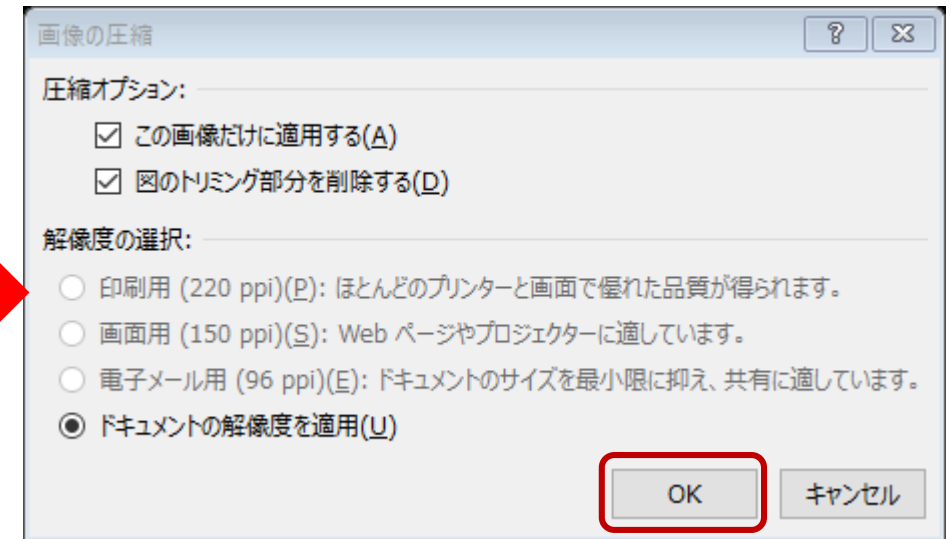 画像の圧縮
圧縮オプション:
この画像だけに適用する(A)
図のトリミング部分を削除する(D)
解像度の選択:
印刷用 (220 ppi)(P): ほとんどのプリンターと画面で優れた品質が得られます。
画面用 (150 ppi)(S): Web ページやプロジェクターに適しています。
電子メール用 (96 ppi)(E): ドキュメントのサイズを最小限に抑え、共有に適しています。
ドキュメントの解像度を適用(U)
OK キャンセル